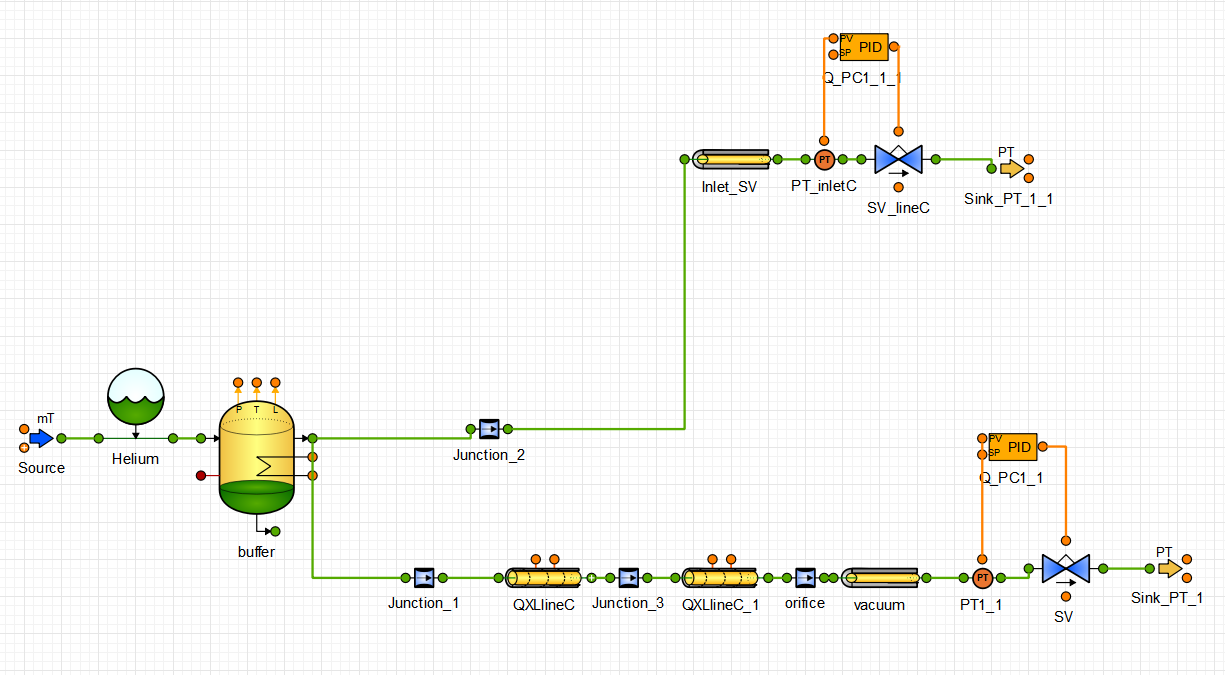 PV
SP
PID
Q_PC1_1_1
PT
Inlet_SV
PT_inletC
SV_lineC
PT
Sink_PT_1_1
mT
Source
Helium
P T L
buffer
Junction_2
PV
SP
PID
Q_PC1_1
Junction_1
QXLlineC
Junction_3
QXLlineC_1
orifice
vacuum
PT
PT1_1
SV
PT
Sink_PT_1